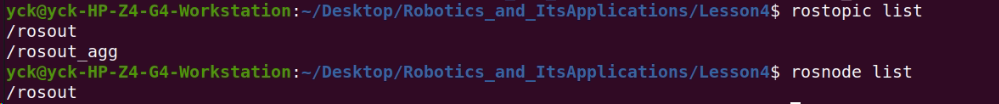 yck@yck-HP-Z4-G4-Workstation:~/Desktop/Robotics_and_ItsApplications/Lesson4$ rostopic list
/rosout
/rosout_agg
yck@yck-HP-Z4-G4-Workstation:~/Desktop/Robotics_and_ItsApplications/Lesson4$ rosnode list
/rosout